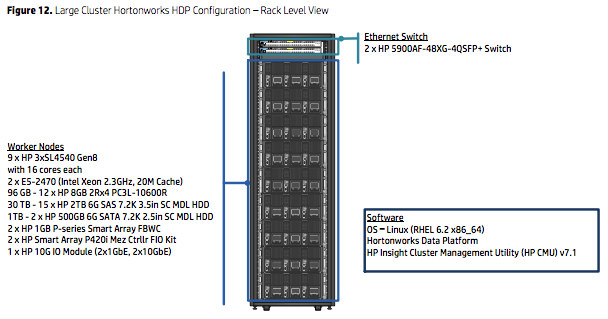 Figure 12. Large Cluster Hortonworks HDP Configuration – Rack Level View
Ethernet Switch
2 x HP 5900AF-48XG-4QSFP+ Switch
Worker Nodes
9 x HP 3xSL4540 Gen8
with 16 cores each
2 x E5-2470 (Intel Xeon 2.3GHz, 20M Cache)
96 GB - 12 x HP 8GB 2Rx4 PC3L-10600R
30 TB - 15 x HP 2TB 6G SAS 7.2K 3.5in SC MDL HDD
1TB - 2 x HP 500GB 6G SATA 7.2K 2.5in SC MDL HDD
2 x HP 1GB P-series Smart Array FBWC
2 x HP Smart Array P420i Mez Ctrllr FIO Kit
1 x HP 10G IO Module (2x1GbE, 2x10GbE)
Software
OS – Linux (RHEL 6.2 x86_64)
Hortonworks Data Platform
HP Insight Cluster Management Utility (HP CMU) v7.1